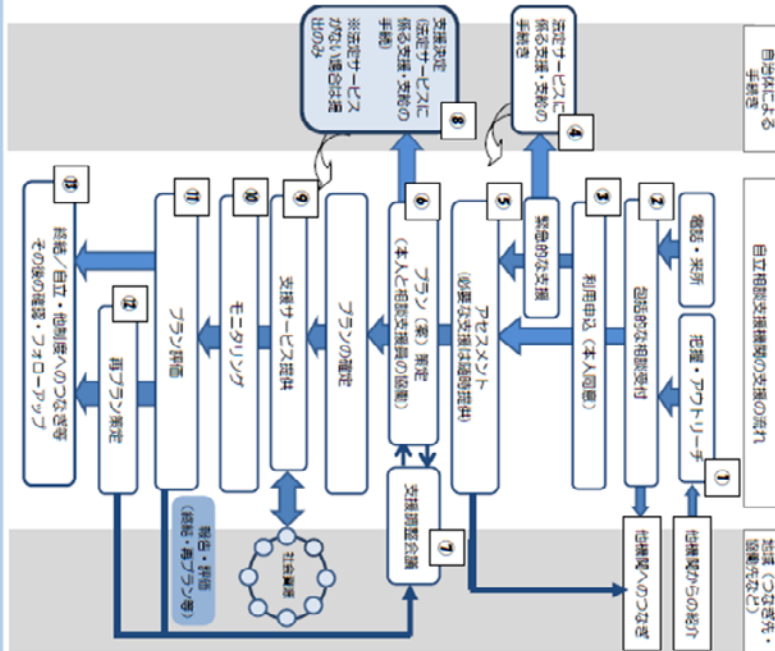 自治体による
手続き
自立相談支援機関の支援の流れ
地域（つなぎ先・
協働先など）
電話・来所
把握・アウトリーチ
①
他機関からの紹介
②
包括的な相談受付
他機関へのつなぎ
③
利用申込（本人同意）
④
法定サービスに
係る支援・支給の
手続き
緊急的な支援
⑤
アセスメント
（必要な支援は随時提供）
⑥
プラン（案）策定
（本人と相談支援員の協働）
⑦
支援調整会議
⑧
支援決定
（法定サービスに
係る支援・支給の
手続）
※法定サービス
がない場合は提
出のみ
プランの確定
⑨
支援サービス提供
社会資源
⑩
モニタリング
⑪
プラン評価
報告・評価
（終結・再プラン等）
⑫
再プラン策定
⑬
終結／自立・他制度へのつなぎ等
その後の確認・フォローアップ